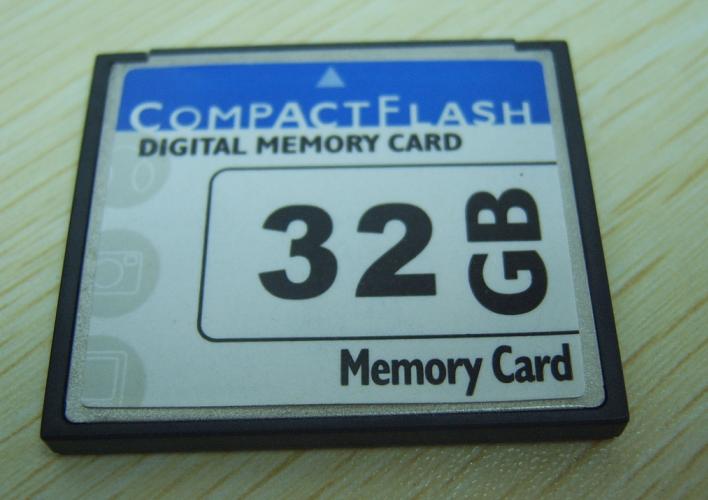 COMPACTFLASH
DIGITAL MEMORY CARD
32 GB
Memory Card